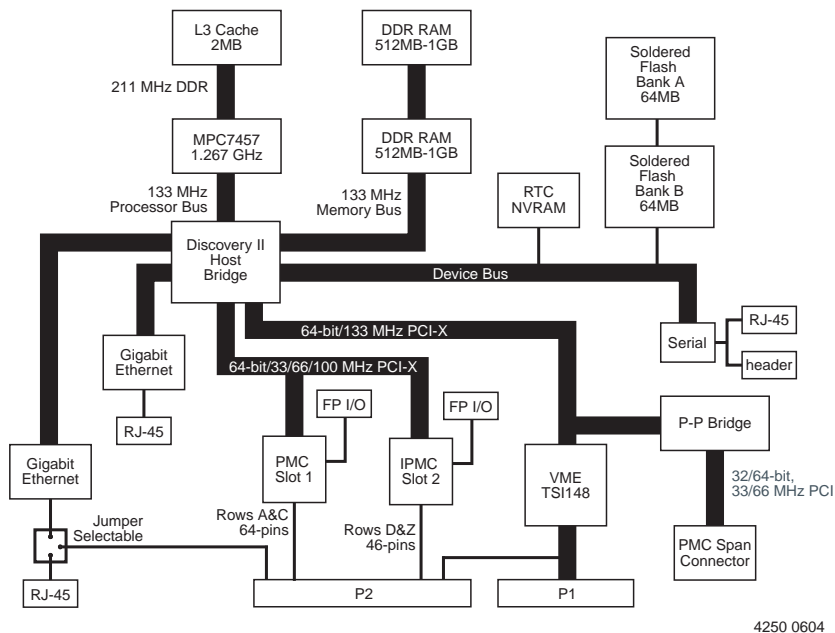 L3 Cache
2MB
DDR RAM
512MB-1GB
Soldered
Flash
Bank A
64MB
211 MHz DDR
MPC7457
1.267 GHz
DDR RAM
512MB-1GB
Soldered
Flash
Bank B
64MB
RTC
NVRAM
133 MHz
Processor Bus
133 MHz
Memory Bus
Discovery II
Host
Bridge
Device Bus
64-bit/133 MHz PCI-X
RJ-45
Serial
header
Gigabit
Ethernet
64-bit/33/66/100 MHz PCI-X
FP I/O
FP I/O
RJ-45
P-P Bridge
Gigabit
Ethernet
PMC
Slot 1
IPMC
Slot 2
VME
TSI148
32/64-bit,
33/66 MHz PCI
Jumper
Selectable
Rows A&C
64-pins
Rows D&Z
46-pins
PMC Span
Connector
RJ-45
P2
P1
4250 0604